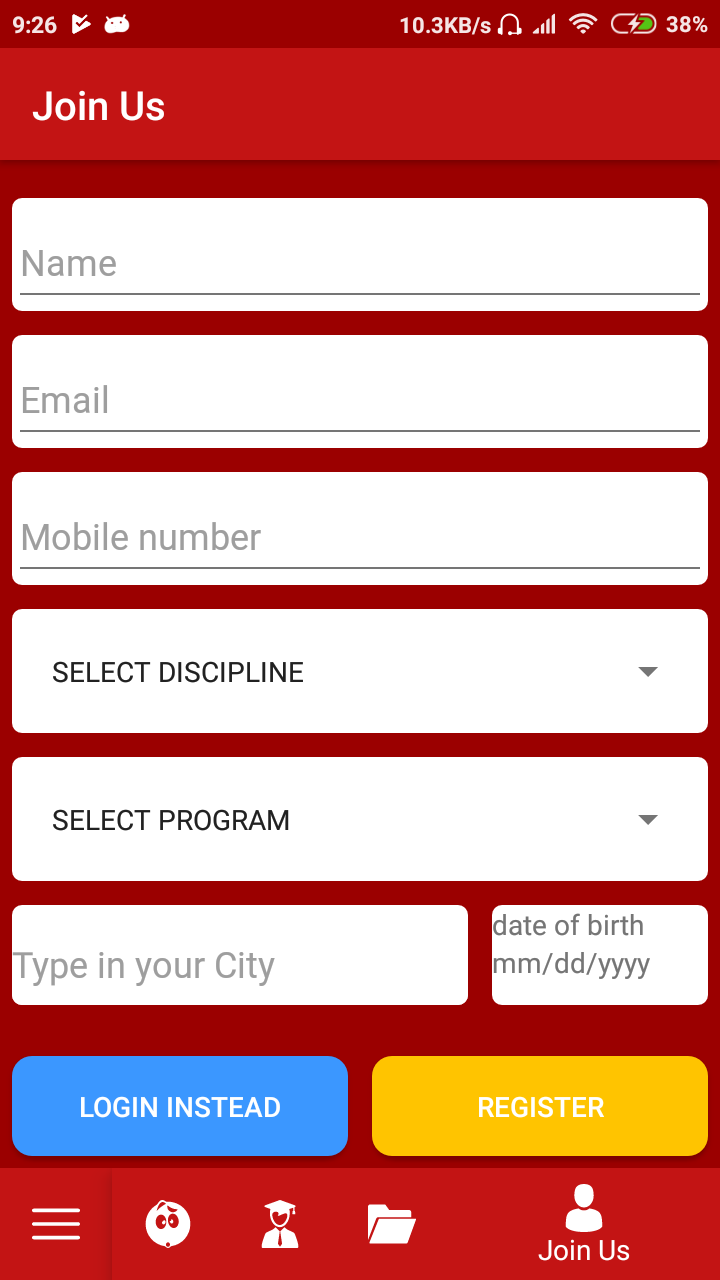 9:26 10.3KB/s 38%
Join Us
Name
Email
Mobile number
SELECT DISCIPLINE
SELECT PROGRAM
Type in your City
date of birth
mm/dd/yyyy
LOGIN INSTEAD
REGISTER
Join Us